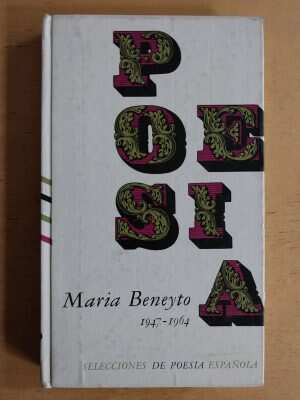 POESIA
Maria Beneyto
1947-1964
SELECCIONES DE POESIA ESPAÑOLA